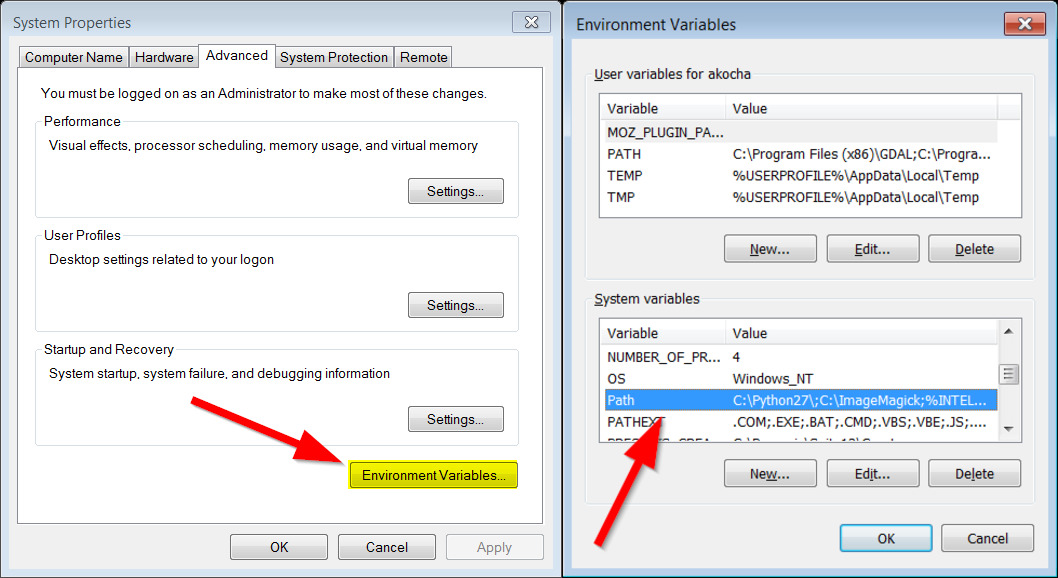 System Properties
Computer Name Hardware Advanced System Protection Remote
You must be logged on as an Administrator to make most of these changes.
Performance
Visual effects, processor scheduling, memory usage, and virtual memory
Settings...
User Profiles
Desktop settings related to your logon
Settings...
Startup and Recovery
System startup, system failure, and debugging information
Settings...
Environment Variables...
OK Cancel Apply
Environment Variables
User variables for akocha
Variable Value
MOZ_PLUGIN_PA...
PATH C:\Program Files (x86)\GDAL;C:\Progra...
TEMP %USERPROFILE%\AppData\Local\Temp
TMP %USERPROFILE%\AppData\Local\Temp
New... Edit... Delete
System variables
Variable Value
NUMBER_OF_PR... 4
OS Windows_NT
Path C:\Python27\;C:\ImageMagick;%INTEL...
PATHEXT .COM;.EXE;.BAT;.CMD;.VBS;.VBE;.JS;....
New... Edit... Delete
OK Cancel